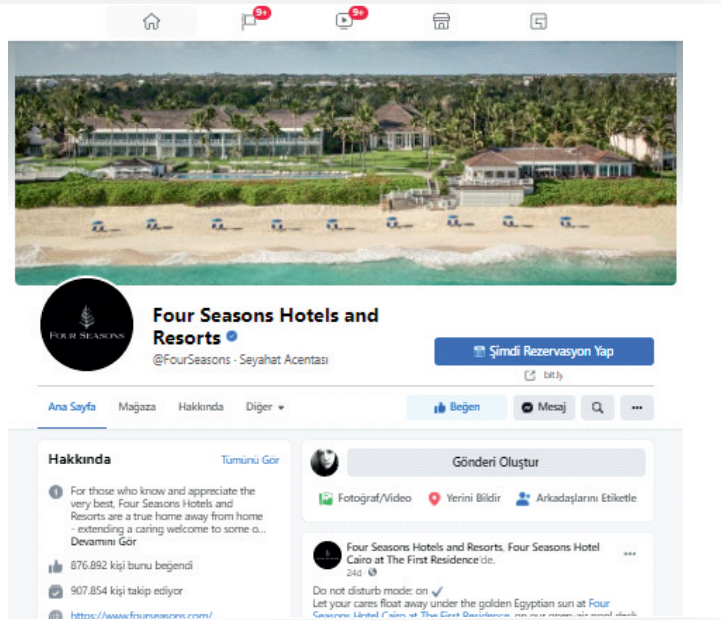 9+
9+
FOUR SEASONS
Four Seasons Hotels and
Resorts
@FourSeasons · Seyahat Acentası
Şimdi Rezervasyon Yap
bit.ly
Ana Sayfa
Mağaza
Hakkında
Diğer
Beğen
Mesaj
Hakkında
Tümünü Gör
For those who know and appreciate the
very best, Four Seasons Hotels and
Resorts are a true home away from home
- extending a caring welcome to some o...
Devamını Gör
876.892 kişi bunu beğendi
907.854 kişi takip ediyor
https://www.fourseasons.com/
Gönderi Oluştur
Fotoğraf/Video
Yerini Bildir
Arkadaşlarını Etiketle
Four Seasons Hotels and Resorts, Four Seasons Hotel
Cairo at The First Residence'de.
24d
Do not disturb mode: on
Let your cares float away under the golden Egyptian sun at Four
Seasons Hotel Cairo at The First Residence, on our open-air pool deck